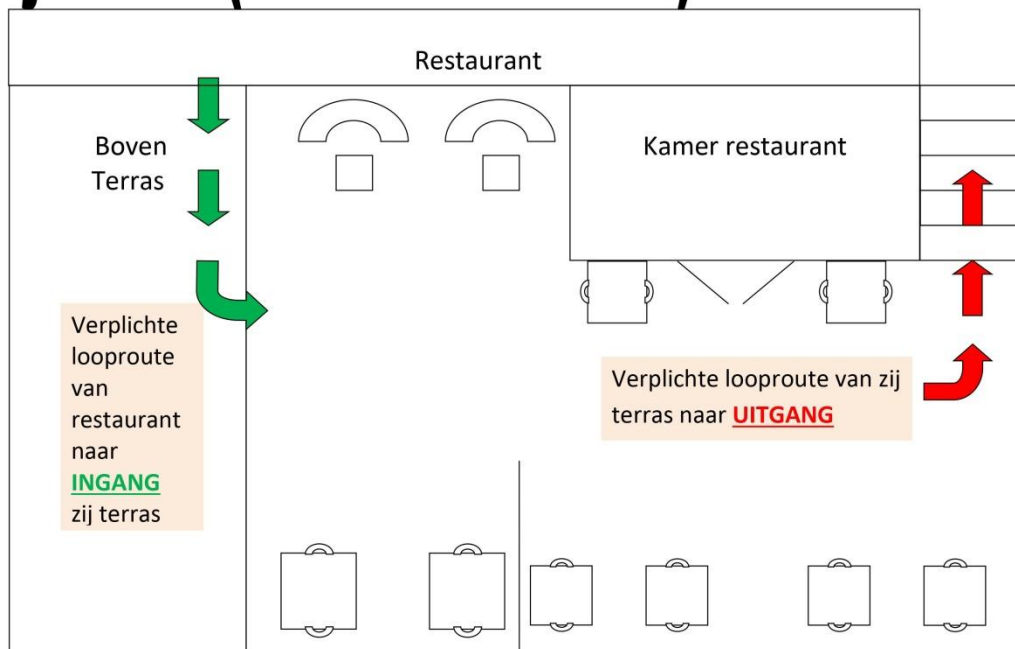 Restaurant
Boven
Terras
Kamer restaurant
Verplichte
looproute
van
restaurant
naar
INGANG
zij terras
Verplichte looproute van zij
terras naar UITGANG